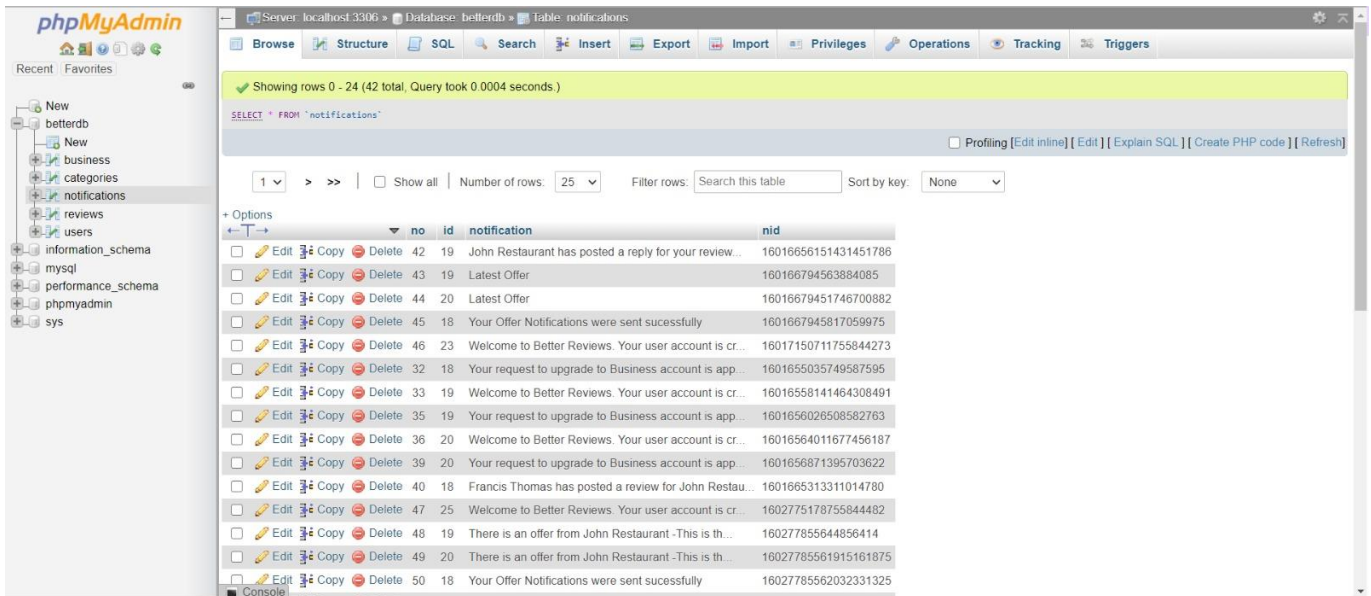 phpMyAdmin
Recent Favorites
New
betterdb
New
business
categories
notifications
reviews
users
information_schema
mysql
performance_schema
phpmyadmin
sys
Server: localhost:3306 » Database: betterdb » Table: notifications
Browse Structure SQL Search Insert Export Import Privileges Operations Tracking Triggers
Showing rows 0 - 24 (42 total, Query took 0.0004 seconds.)
SELECT * FROM `notifications`
Profiling [Edit inline] [ Edit ] [ Explain SQL ] [ Create PHP code ] [ Refresh]
1 > >> Show all Number of rows: 25 Filter rows: Search this table Sort by key: None
+ Options
←T→ no id notification nid
Edit Copy Delete 42 19 John Restaurant has posted a reply for your review... 16016656151431451786
Edit Copy Delete 43 19 Latest Offer 1601667945638840​85
Edit Copy Delete 44 20 Latest Offer 16016679451746700882
Edit Copy Delete 45 18 Your Offer Notifications were sent sucessfully 1601667945817059975
Edit Copy Delete 46 23 Welcome to Better Reviews. Your user account is cr... 16017150711755844273
Edit Copy Delete 32 18 Your request to upgrade to Business account is app... 1601655035749587595
Edit Copy Delete 33 19 Welcome to Better Reviews. Your user account is cr... 16016558141464308491
Edit Copy Delete 35 19 Your request to upgrade to Business account is app... 1601656026508582763
Edit Copy Delete 36 20 Welcome to Better Reviews. Your user account is cr... 16016564011677456187
Edit Copy Delete 39 20 Your request to upgrade to Business account is app... 1601656871395703622
Edit Copy Delete 40 18 Francis Thomas has posted a review for John Restau... 1601665313311014780
Edit Copy Delete 47 25 Welcome to Better Reviews. Your user account is cr... 1602775178755844482
Edit Copy Delete 48 19 There is an offer from John Restaurant -This is th... 160277855644856414
Edit Copy Delete 49 20 There is an offer from John Restaurant -This is th... 16027785561915161875
Edit Copy Delete 50 18 Your Offer Notifications were sent sucessfully 16027785562032331325
Console